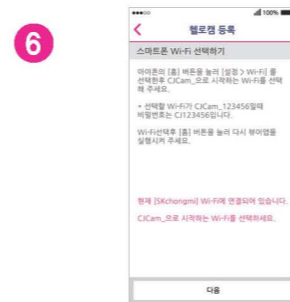 6
100%
헬로캠 등록
스마트폰 Wi-Fi 선택하기
아이폰의 [홈] 버튼을 눌러 [설정 > Wi-Fi] 를
선택한후 CJCam_으로 시작하는 Wi-Fi를 선택
해 주세요.
* 선택할 Wi-Fi가 CJCam_123456일때
비밀번호는 CJ123456입니다.
Wi-Fi선택후 [홈] 버튼을 눌러 다시 뷰어앱을
실행시켜 주세요.
현재 [SKchongmi] Wi-Fi에 연결되어 있습니다.
CJCam_으로 시작하는 Wi-Fi를 선택하세요.
다음